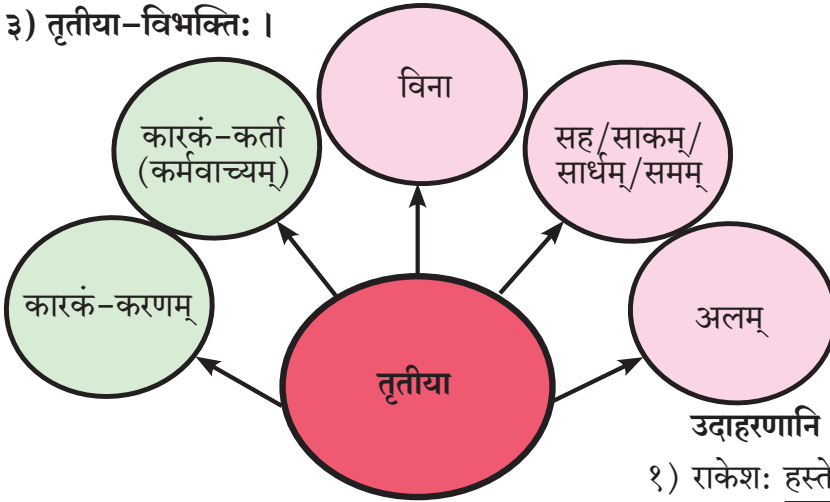 ३) तृतीया-विभक्ति: ।
विना
कारकं-कर्ता
(कर्मवाच्यम्)
सह/साकम्/
सार्धम्/समम्
कारकं-करणम्
अलम्
तृतीया
उदाहरणानि
१) राकेश: